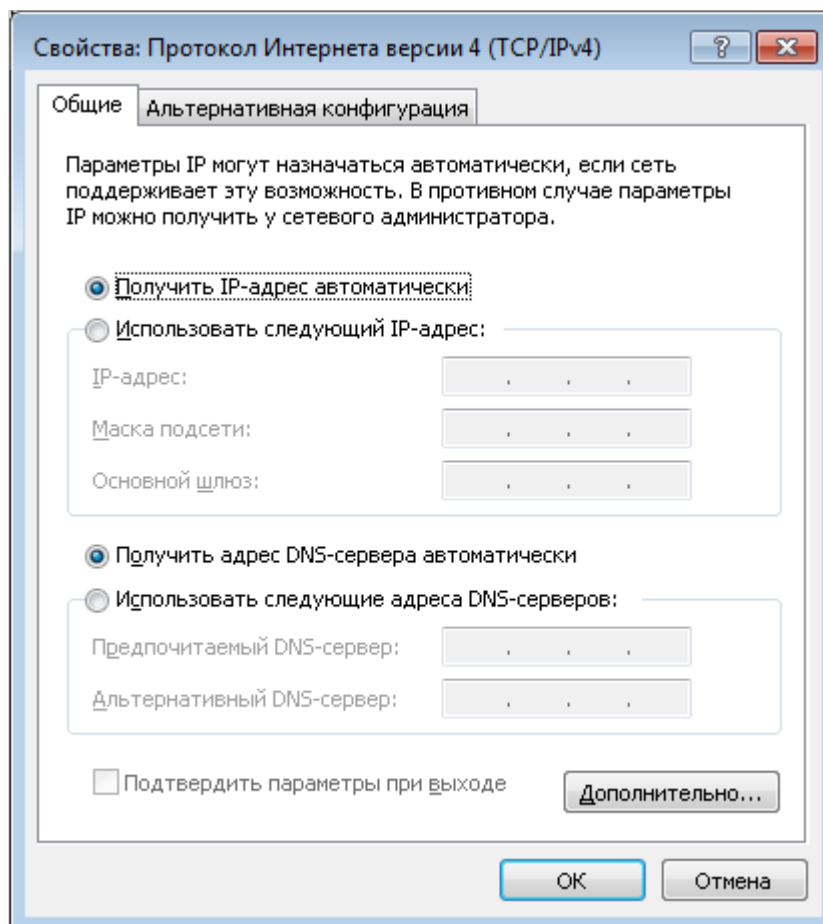 Свойства: Протокол Интернета версии 4 (TCP/IPv4)
Общие
Альтернативная конфигурация
Параметры IP могут назначаться автоматически, если сеть
поддерживает эту возможность. В противном случае параметры
IP можно получить у сетевого администратора.
Получить IP-адрес автоматически
Использовать следующий IP-адрес:
IP-адрес:
Маска подсети:
Основной шлюз:
Получить адрес DNS-сервера автоматически
Использовать следующие адреса DNS-серверов:
Предпочитаемый DNS-сервер:
Альтернативный DNS-сервер:
Подтвердить параметры при выходе
Дополнительно...
OK
Отмена